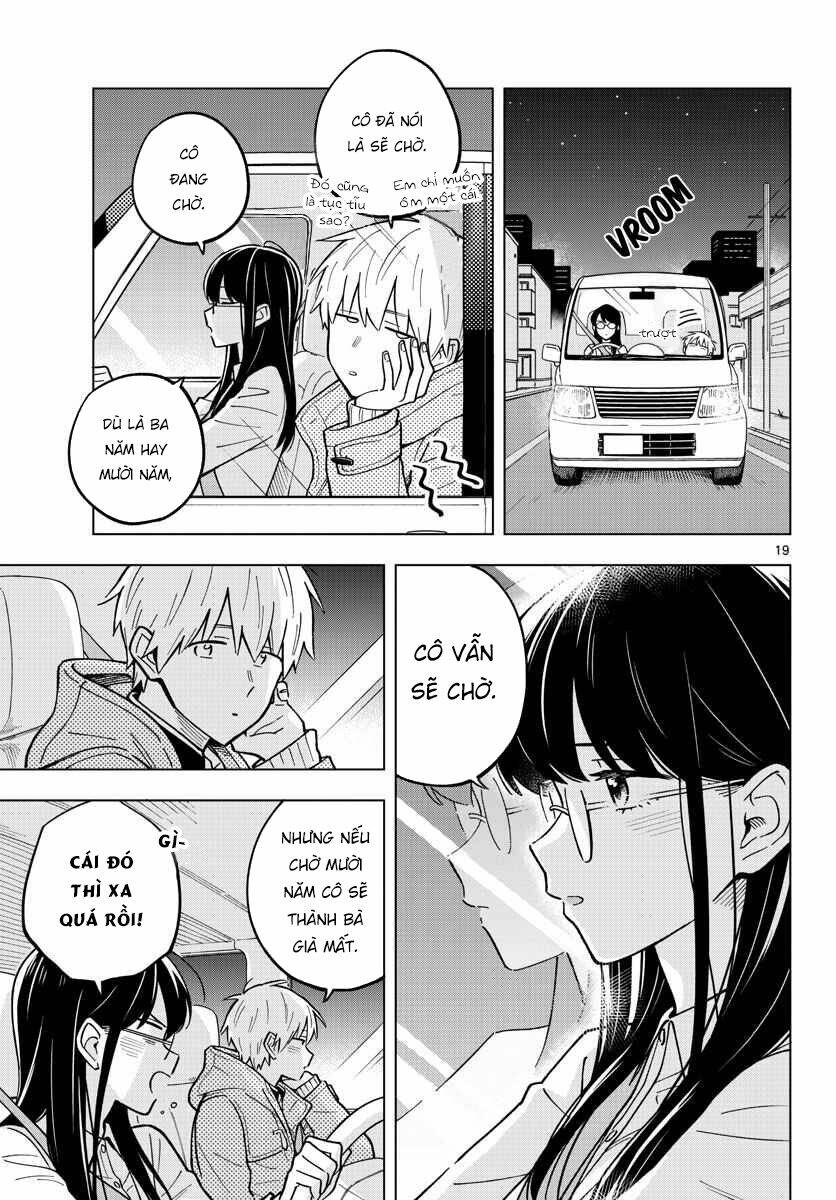 VROOM
trượt
CÔ ĐÃ NÓI
LÀ SẼ CHỜ.
Em chỉ muốn
ôm một cái
Đó cũng
là tục tĩu
sao?
CÔ
ĐANG
CHỜ.
DÙ LÀ BA
NĂM HAY
MƯỜI NĂM,
19
CÔ VẪN
SẼ CHỜ.
NHƯNG NẾU
CHỜ MƯỜI
NĂM CÔ SẼ
THÀNH BÀ
GIÀ MẤT.
GÌ-
CÁI ĐÓ
THÌ XA
QUÁ RỒI!